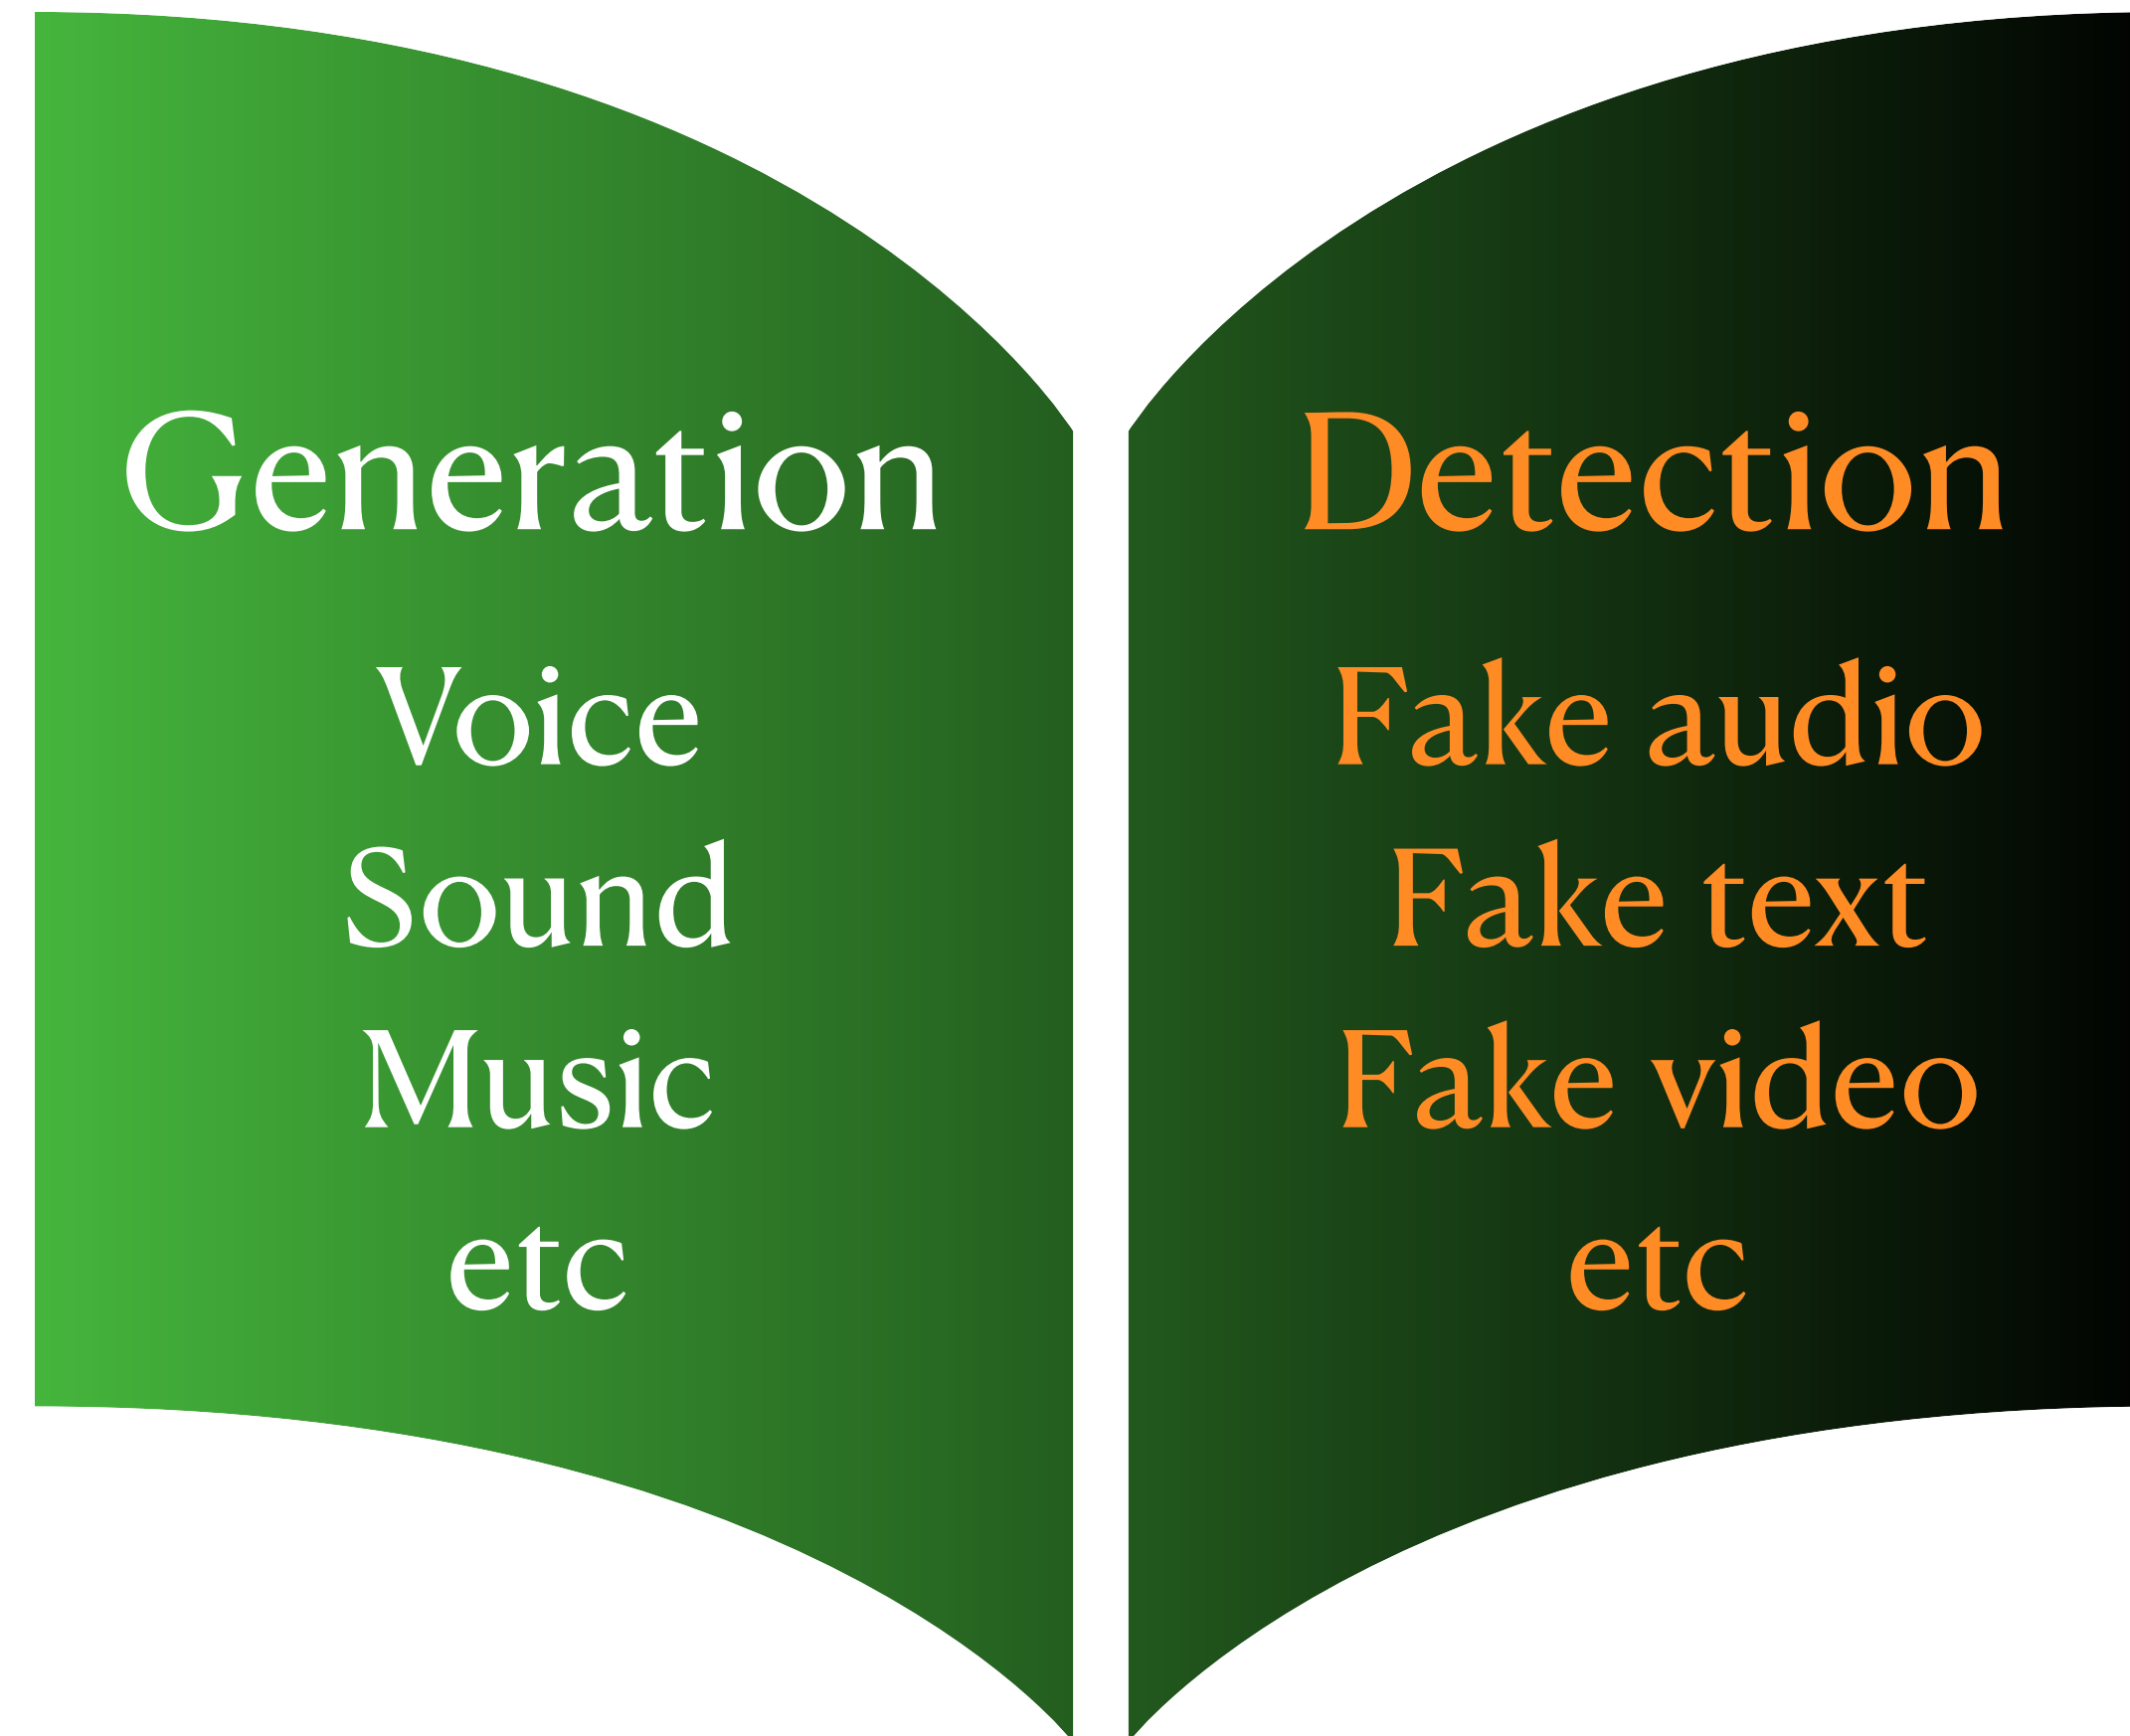 Generation
Voice
Sound
Music
etc
Detection
Fake audio
Fake text
Fake video
etc